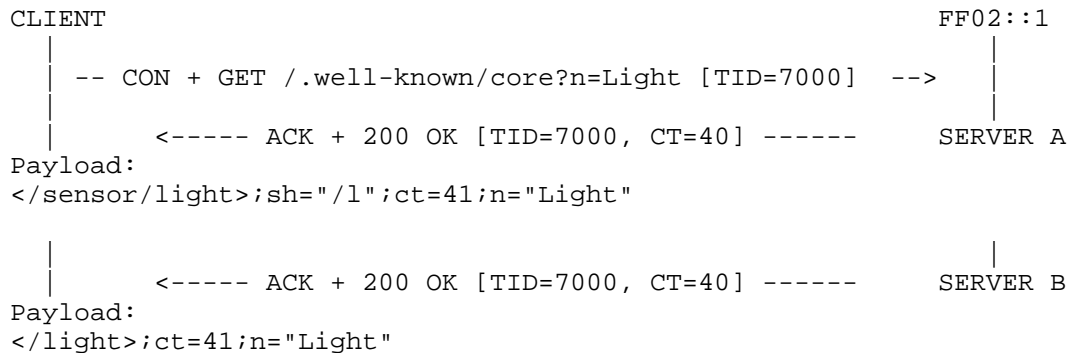 CLIENT                                                     FF02::1
  |                                                           |
  | -- CON + GET /.well-known/core?n=Light [TID=7000]  -->    |
  |                                                           |
  |      <----- ACK + 200 OK [TID=7000, CT=40] ------     SERVER A
Payload:
</sensor/light>;sh="/l";ct=41;n="Light"
  |                                                           |
  |      <----- ACK + 200 OK [TID=7000, CT=40] ------     SERVER B
Payload:
</light>;ct=41;n="Light"